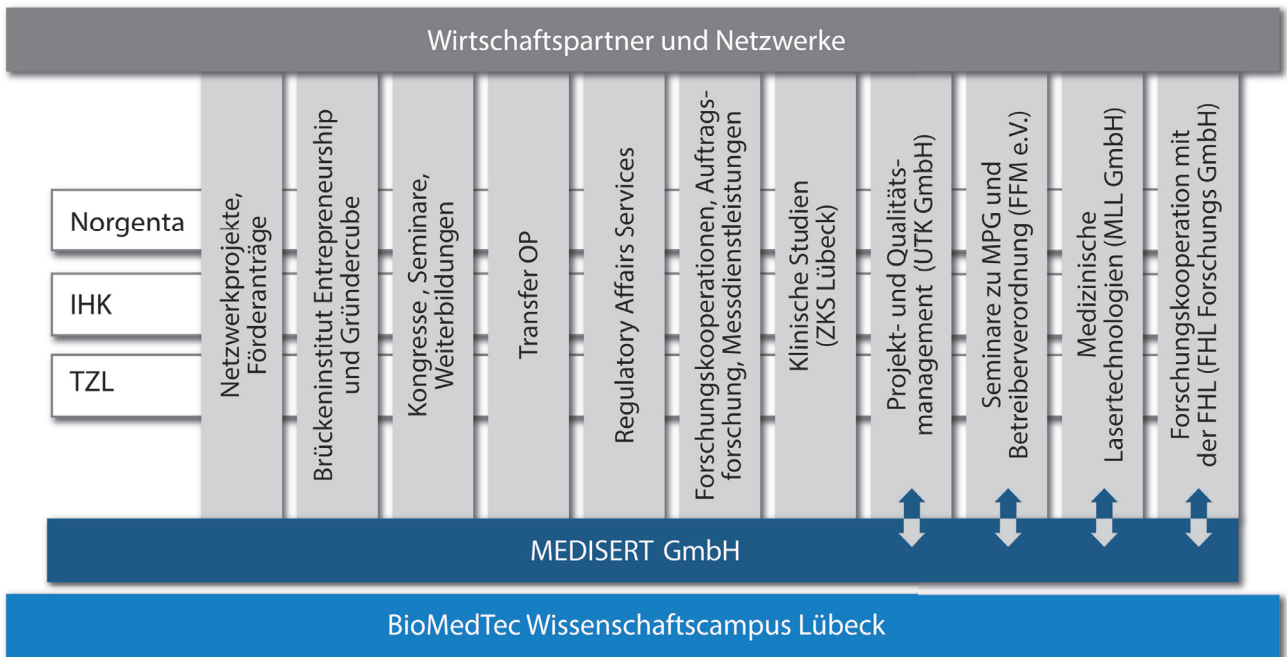 Wirtschaftspartner und Netzwerke
Norgenta
IHK
TZL
Netzwerkprojekte,
Förderanträge
Brückeninstitut Entrepreneurship
und Gründercube
Kongresse , Seminare,
Weiterbildungen
Transfer OP
Regulatory Affairs Services
Forschungskooperationen, Auftrags-
forschung, Messdienstleistungen
Klinische Studien
(ZKS Lübeck)
Projekt- und Qualitäts-
management (UTK GmbH)
Seminare zu MPG und
Betreiberverordnung (FFM e.V.)
Medizinische
Lasertechnologien (MLL GmbH)
Forschungskooperation mit
der FHL (FHL Forschungs GmbH)
MEDISERT GmbH
BioMedTec Wissenschaftscampus Lübeck